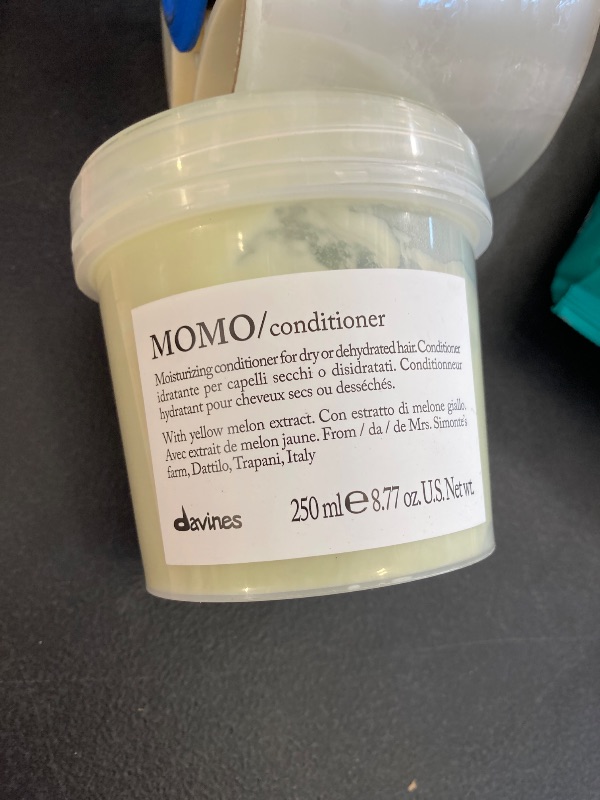 MOMO/conditioner
Moisturizing conditioner for dry or dehydrated hair. Conditioner
idratante per capelli secchi o disidratati. Conditionneur
hydratant pour cheveux secs ou desséchés.
With yellow melon extract. Con estratto di melone giallo.
Avec extrait de melon jaune. From / da / de Mrs. Simonte's
farm, Dattilo, Trapani, Italy
davines
250 ml ℮ 8.77 oz. U.S. Net wt.